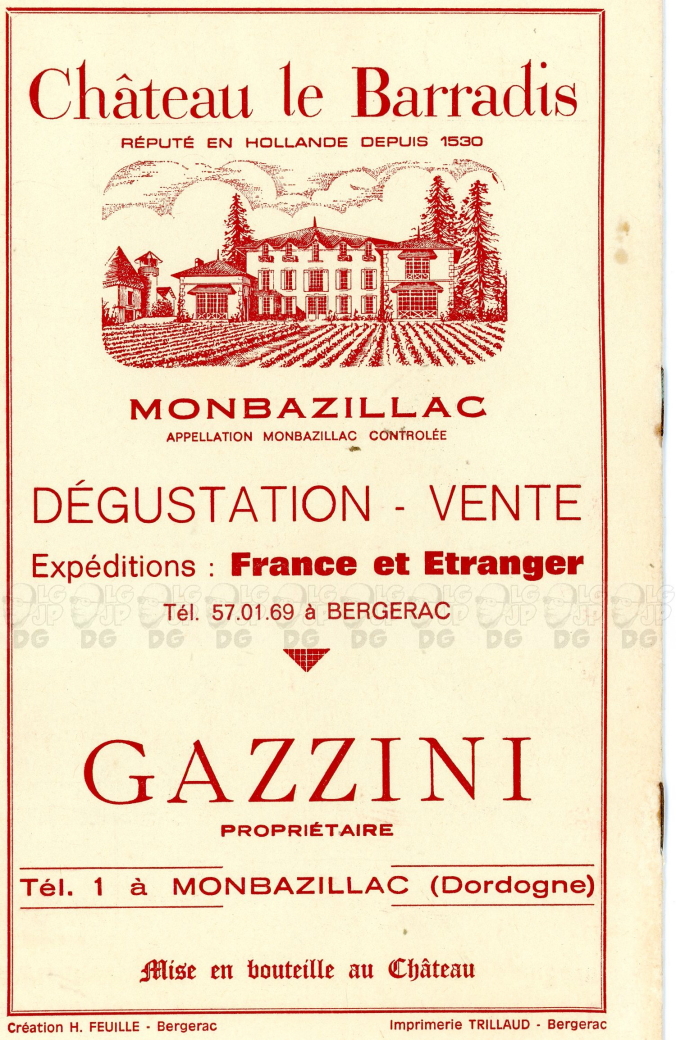 Château le Barradis
RÉPUTÉ EN HOLLANDE DEPUIS 1530
MONBAZILLAC
APPELLATION MONBAZILLAC CONTROLÉE
DÉGUSTATION - VENTE
Expéditions : France et Etranger
Tél. 57.01.69 à BERGERAC
GAZZINI
PROPRIÉTAIRE
Tél. 1 à MONBAZILLAC (Dordogne)
Mise en bouteille au Château
Création H. FEUILLE - Bergerac
Imprimerie TRILLAUD - Bergerac